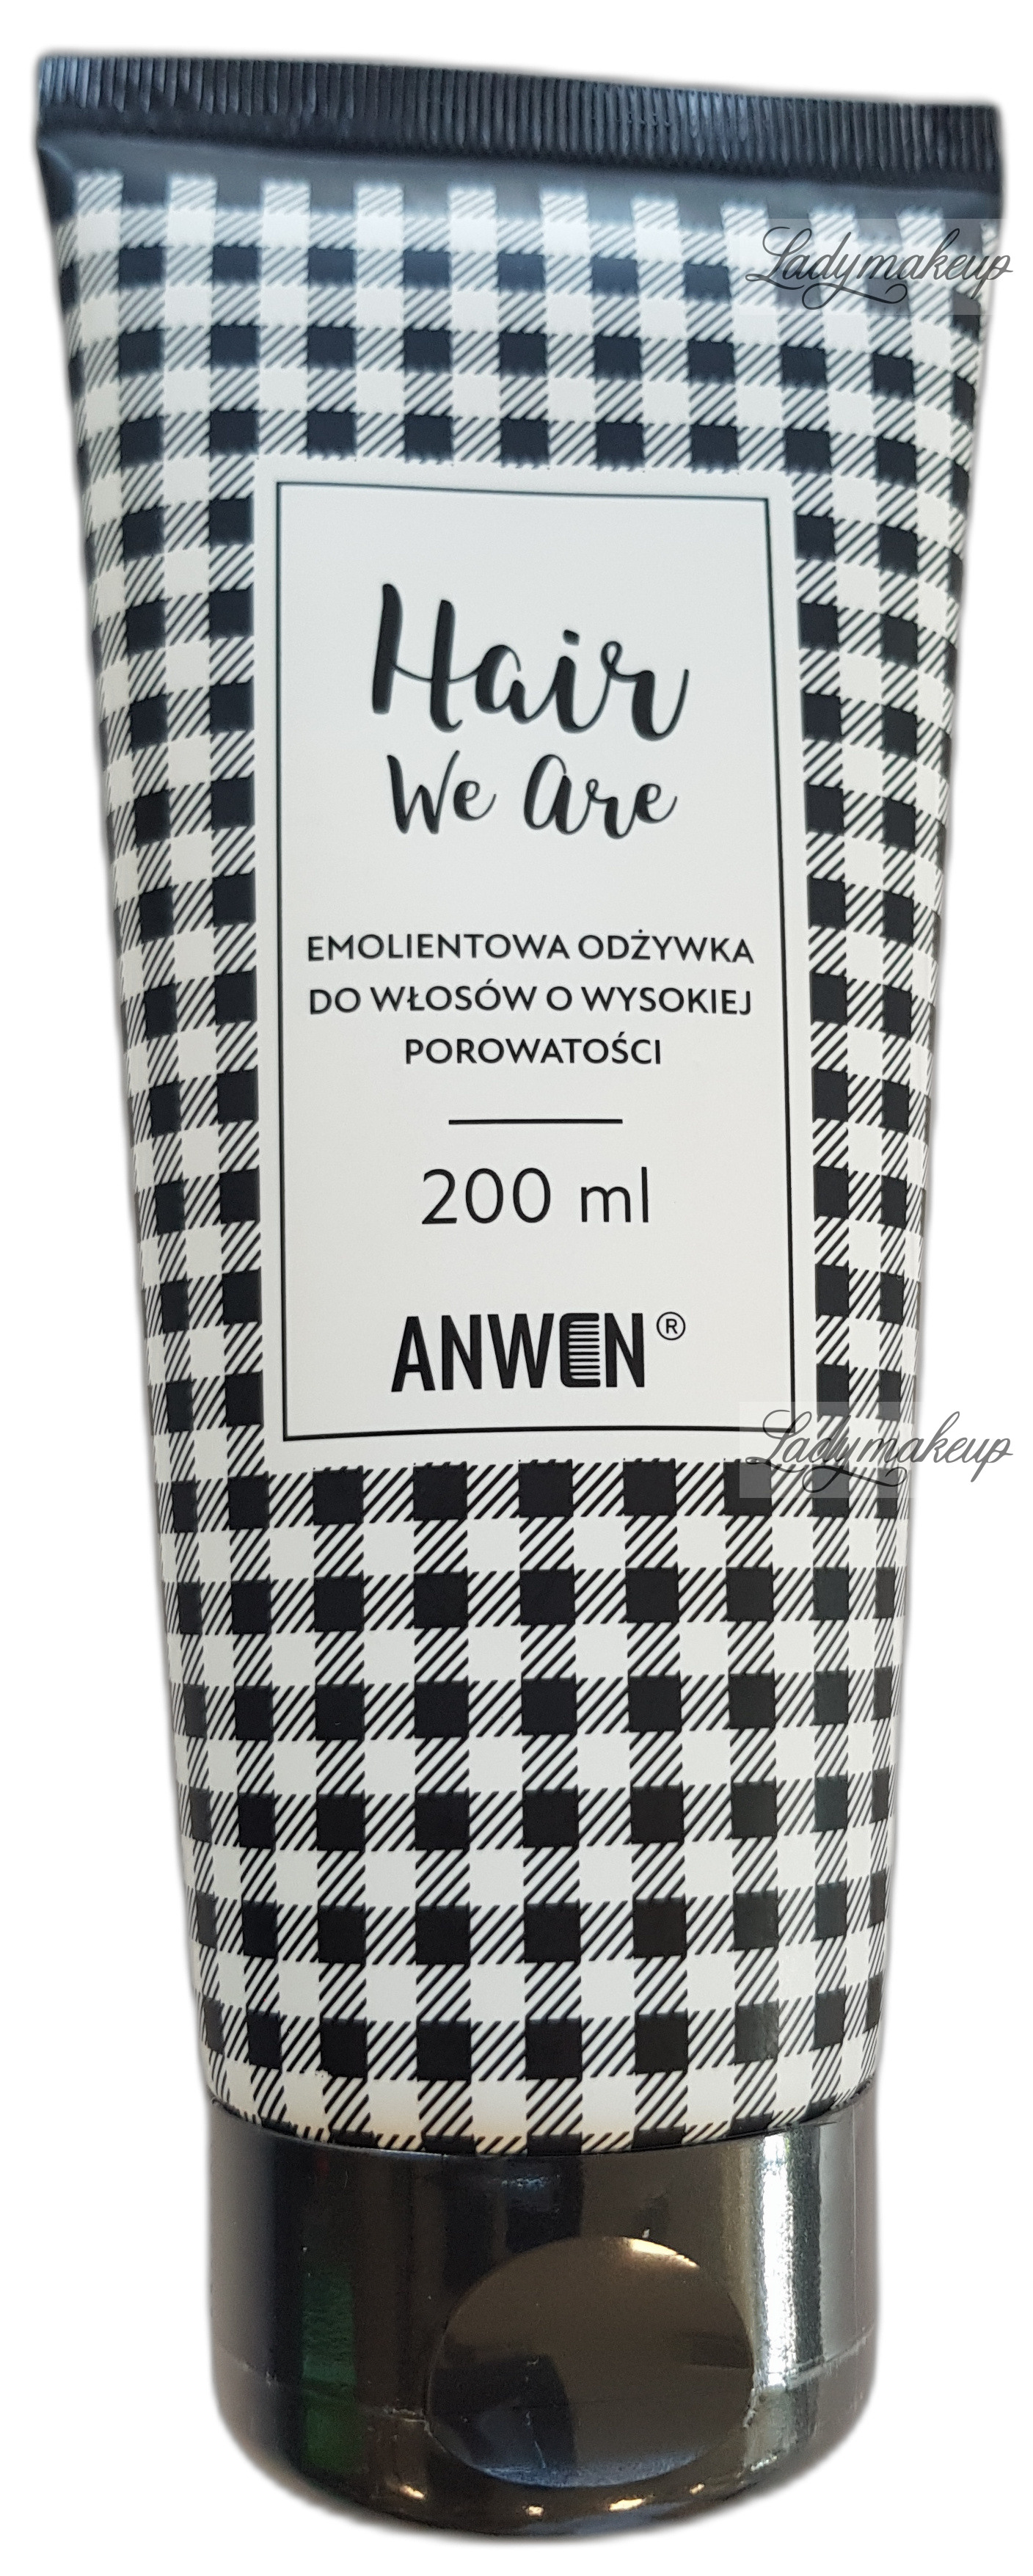 Ladymakeup
Hair
We are
EMOLIENTOWA ODŻYWKA
DO WŁOSÓW O WYSOKIEJ
POROWATOŚCI
200 ml
ANWEN®
Ladymakeup